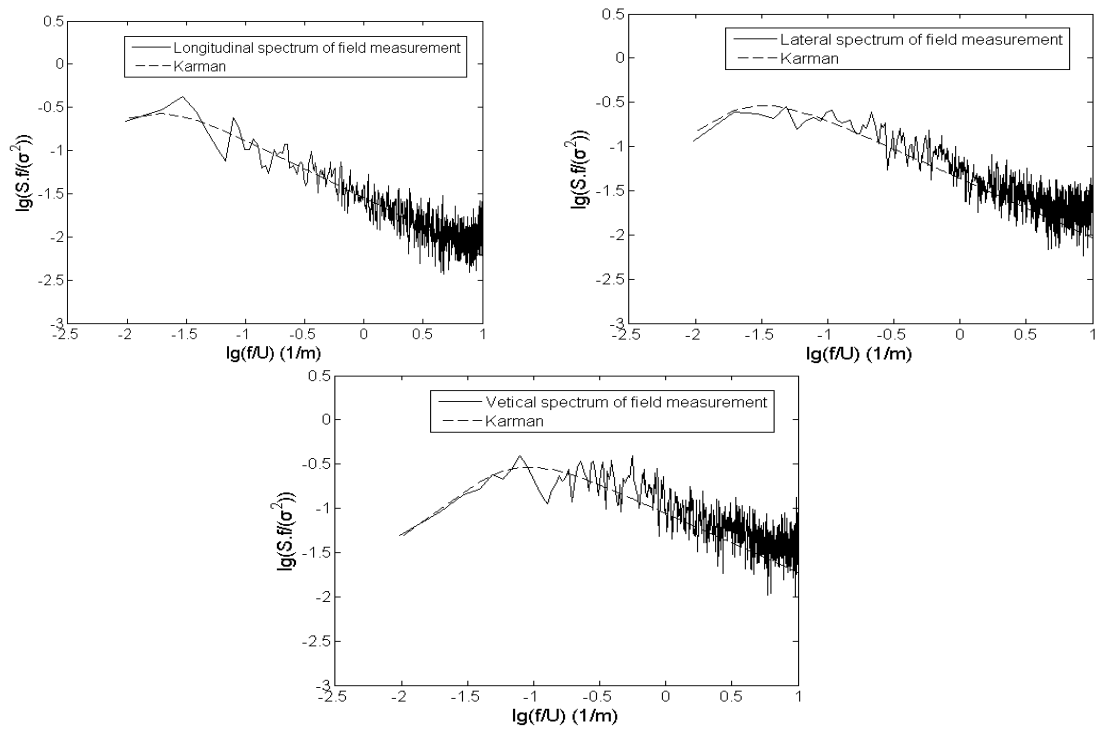 0.5
0
-0.5
-1
-1.5
-2
-2.5
-3
lg(S.f/(σ²))
Longitudinal spectrum of field measurement
Karman
-2.5 -2 -1.5 -1 -0.5 0 0.5 1
lg(f/U) (1/m)
0.5
0
-0.5
-1
-1.5
-2
-2.5
-3
lg(S.f/(σ²))
Lateral spectrum of field measurement
Karman
-2.5 -2 -1.5 -1 -0.5 0 0.5 1
lg(f/U) (1/m)
0.5
0
-0.5
-1
-1.5
-2
-2.5
-3
lg(S.f/(σ²))
Vetical spectrum of field measurement
Karman
-2.5 -2 -1.5 -1 -0.5 0 0.5 1
lg(f/U) (1/m)